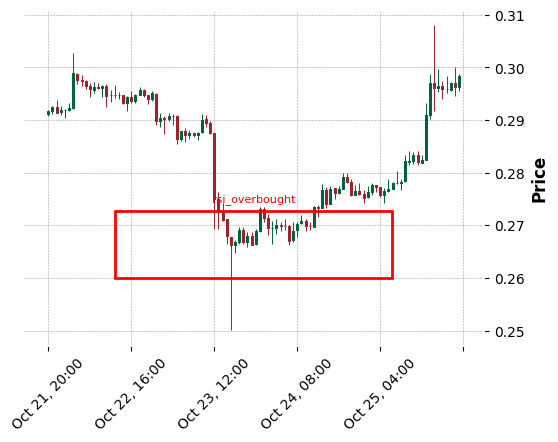 0.31
0.30
0.29
0.28
0.27
0.26
0.25
Price
rsi_overbought
Oct 21, 20:00
Oct 22, 16:00
Oct 23, 12:00
Oct 24, 08:00
Oct 25, 04:00